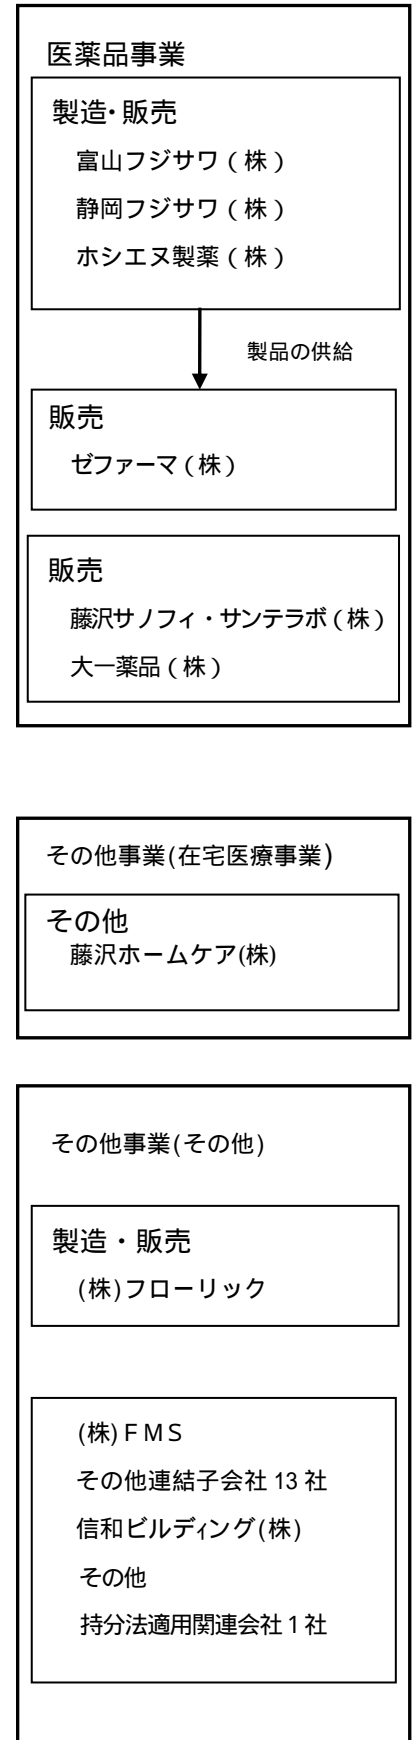 医薬品事業
製造・販売
富山フジサワ（株）
静岡フジサワ（株）
ホシエヌ製薬（株）
製品の供給
販売
ゼファーマ（株）
販売
藤沢サノフィ・サンテラボ（株）
大一薬品（株）
その他事業(在宅医療事業)
その他
藤沢ホームケア(株)
その他事業(その他)
製造・販売
(株)フローリック
(株)ＦＭＳ
その他連結子会社 13 社
信和ビルディング(株)
その他
持分法適用関連会社 1 社